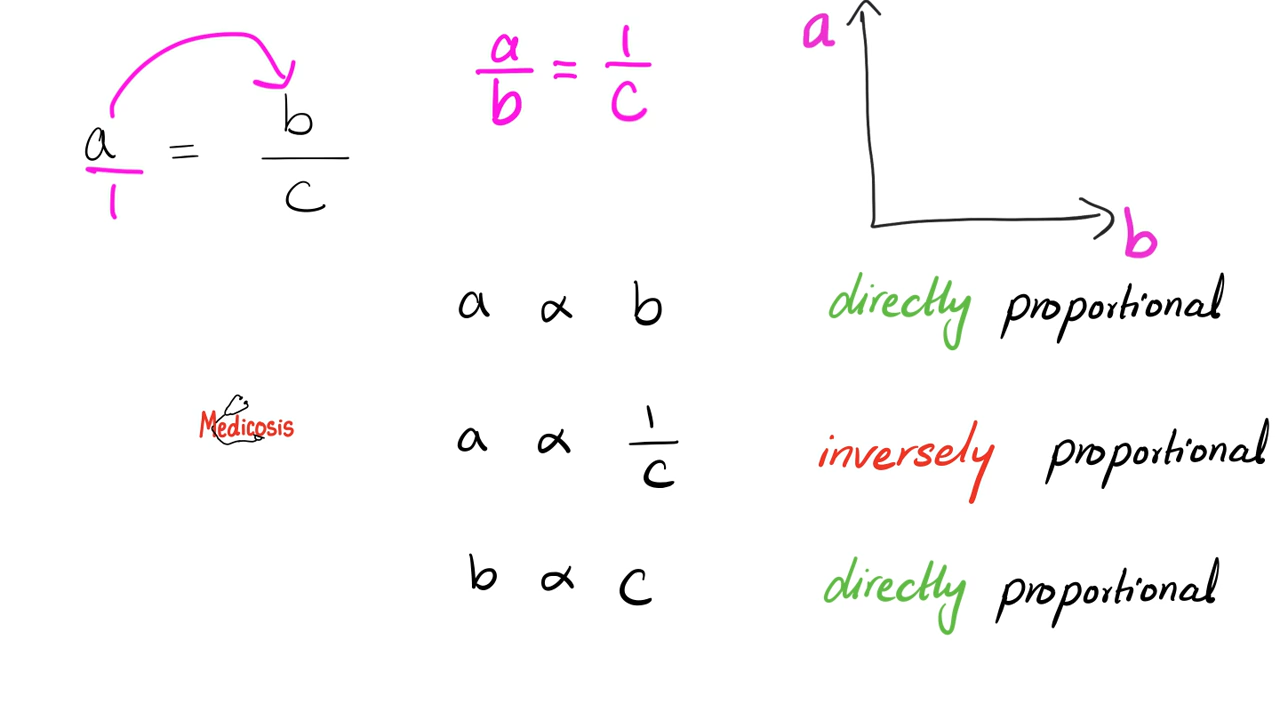 a/1 = b/c
a/b = 1/c
a
b
a ∝ b directly proportional
a ∝ 1/c inversely proportional
Medicosis
b ∝ c directly proportional